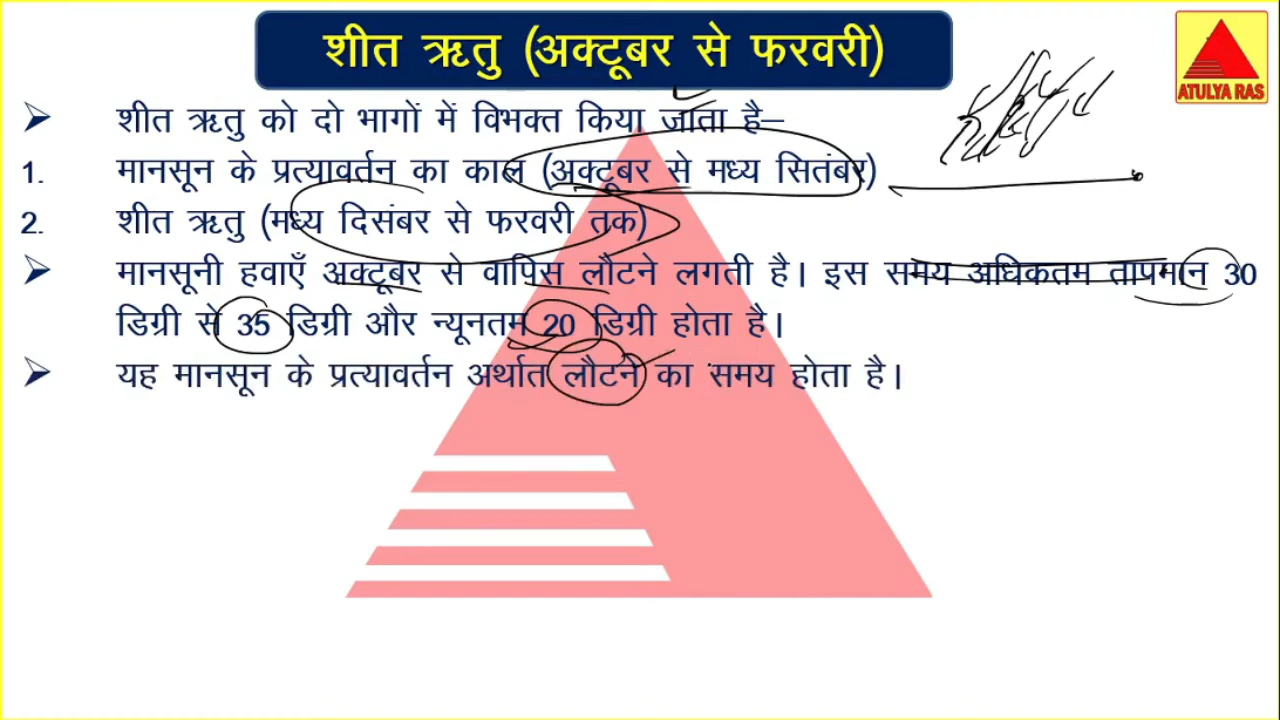 शीत ऋतु (अक्टूबर से फरवरी)
ATULYA RAS
➢ शीत ऋतु को दो भागों में विभक्त किया जाता है–
1. मानसून के प्रत्यावर्तन का काल (अक्टूबर से मध्य सितंबर)
2. शीत ऋतु (मध्य दिसंबर से फरवरी तक)
➢ मानसूनी हवाएँ अक्टूबर से वापिस लौटने लगती है। इस समय अधिकतम तापमान 30
डिग्री से 35 डिग्री और न्यूनतम 20 डिग्री होता है।
➢ यह मानसून के प्रत्यावर्तन अर्थात लौटने का समय होता है।